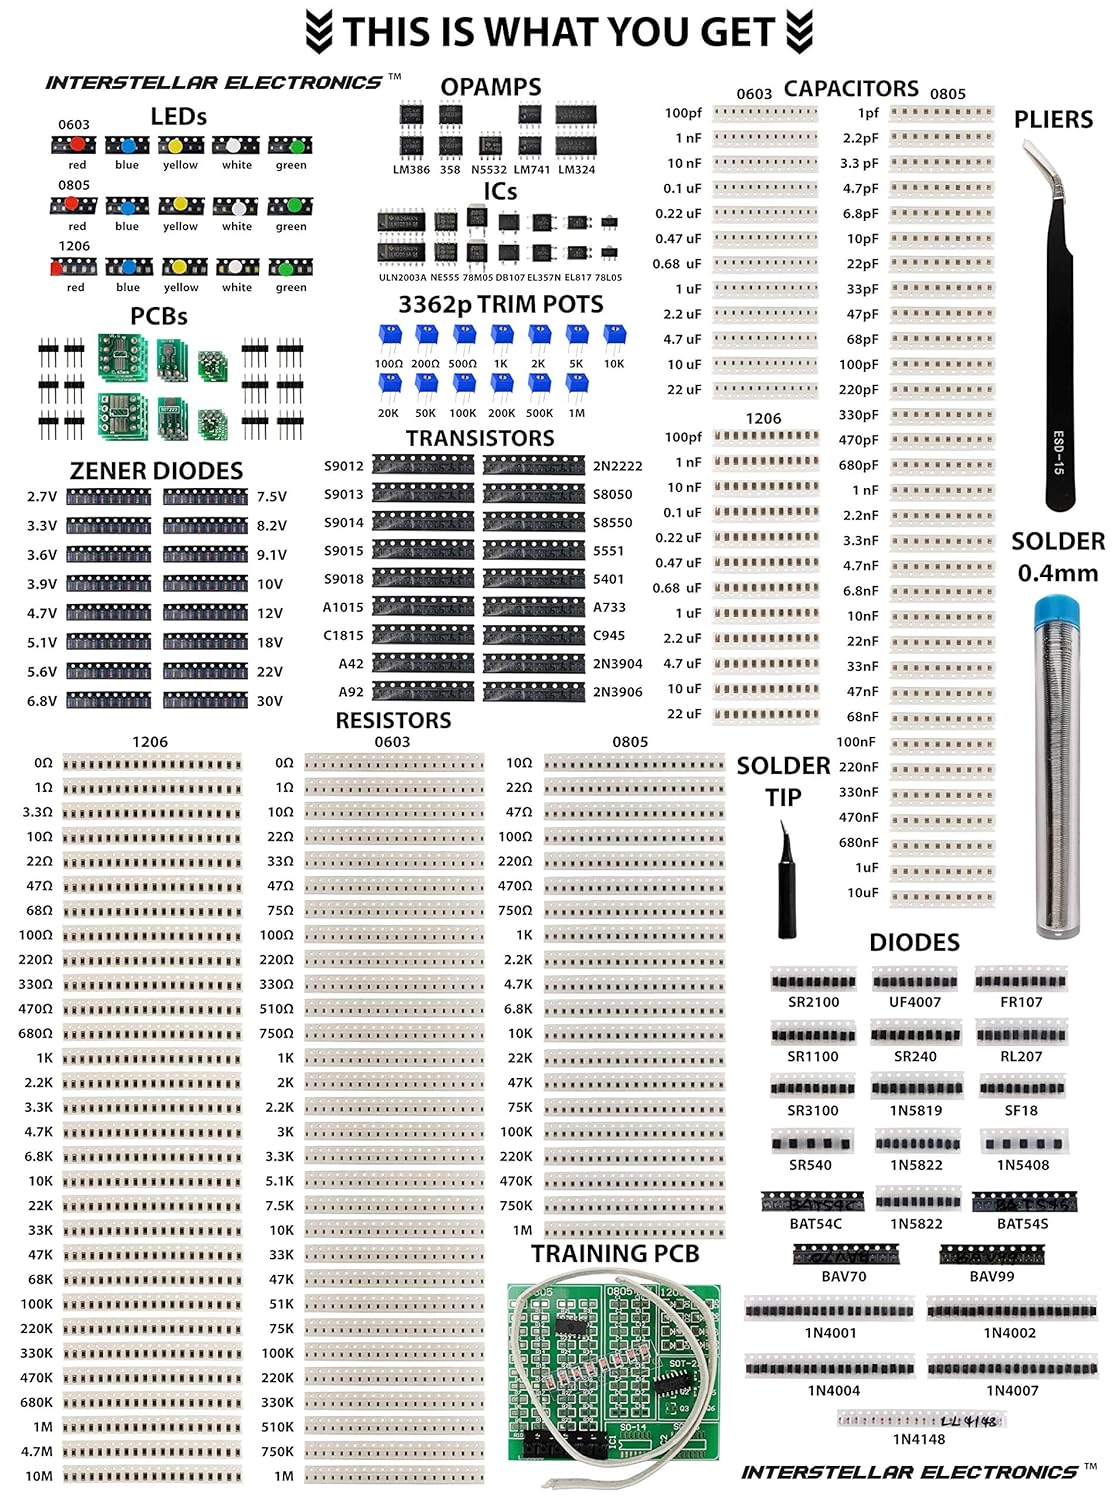 THIS IS WHAT YOU GET
INTERSTELLAR ELECTRONICS ™
LEDs
0603
red blue yellow white green
0805
red blue yellow white green
1206
red blue yellow white green
PCBs
ZENER DIODES
2.7V 7.5V
3.3V 8.2V
3.6V 9.1V
3.9V 10V
4.7V 12V
5.1V 18V
5.6V 22V
6.8V 30V
OPAMPS
LM386 358 N5532 LM741 LM324
ICs
ULN2003A NE555 78M05 DB107 EL357N EL817 78L05
3362p TRIM POTS
100Ω 200Ω 500Ω 1K 2K 5K 10K
20K 50K 100K 200K 500K 1M
TRANSISTORS
S9012 2N2222
S9013 S8050
S9014 S8550
S9015 5551
S9018 5401
A1015 A733
C1815 C945
A42 2N3904
A92 2N3906
CAPACITORS
0603
100pf
1 nF
10 nF
0.1 uF
0.22 uF
0.47 uF
0.68 uF
1 uF
2.2 uF
4.7 uF
10 uF
22 uF
1206
100pf
1 nF
10 nF
0.1 uF
0.22 uF
0.47 uF
0.68 uF
1 uF
2.2 uF
4.7 uF
10 uF
22 uF
0805
1pf
2.2pF
3.3 pF
4.7pF
6.8pF
10pF
22pF
33pF
47pF
68pF
100pF
220pF
330pF
470pF
680pF
1 nF
2.2nF
3.3nF
4.7nF
6.8nF
10nF
22nF
33nF
47nF
68nF
100nF
220nF
330nF
470nF
680nF
1uF
10uF
PLIERS
ESD-15
SOLDER
0.4mm
RESISTORS
1206
0Ω
1Ω
3.3Ω
10Ω
22Ω
47Ω
68Ω
100Ω
220Ω
330Ω
470Ω
680Ω
1K
2.2K
3.3K
4.7K
6.8K
10K
22K
33K
47K
68K
100K
220K
330K
470K
680K
1M
4.7M
10M
0603
0Ω
1Ω
10Ω
22Ω
33Ω
47Ω
75Ω
100Ω
220Ω
330Ω
510Ω
750Ω
1K
2K
2.2K
3K
3.3K
5.1K
7.5K
10K
33K
47K
51K
75K
100K
220K
330K
510K
750K
1M
0805
10Ω
22Ω
47Ω
100Ω
220Ω
470Ω
750Ω
1K
2.2K
4.7K
6.8K
10K
22K
47K
75K
100K
220K
470K
750K
1M
SOLDER
TIP
TRAINING PCB
0805
SO-14
DIODES
SR2100 UF4007 FR107
SR1100 SR240 RL207
SR3100 1N5819 SF18
SR540 1N5822 1N5408
BAT54C 1N5822 BAT54S
BAV70 BAV99
1N4001 1N4002
1N4004 1N4007
LL4148
1N4148
INTERSTELLAR ELECTRONICS ™